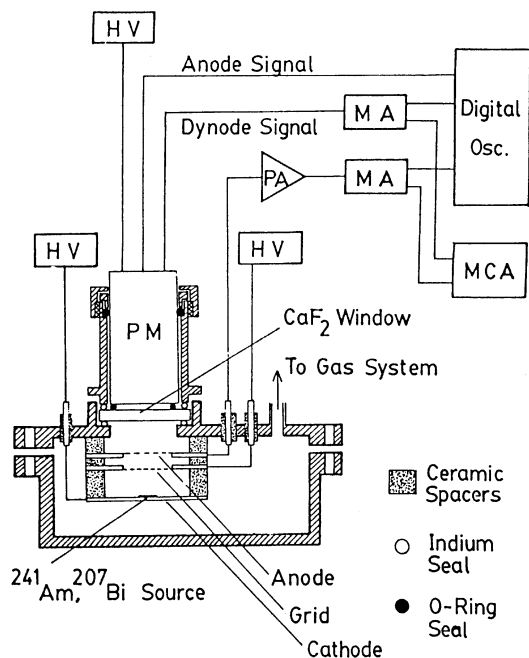 HV
Anode Signal
Dynode Signal
MA
Digital
Osc.
PA
MA
HV
HV
MCA
PM
CaF2 Window
To Gas System
Ceramic
Spacers
Indium
Seal
O-Ring
Seal
241Am, 207Bi Source
Anode
Grid
Cathode